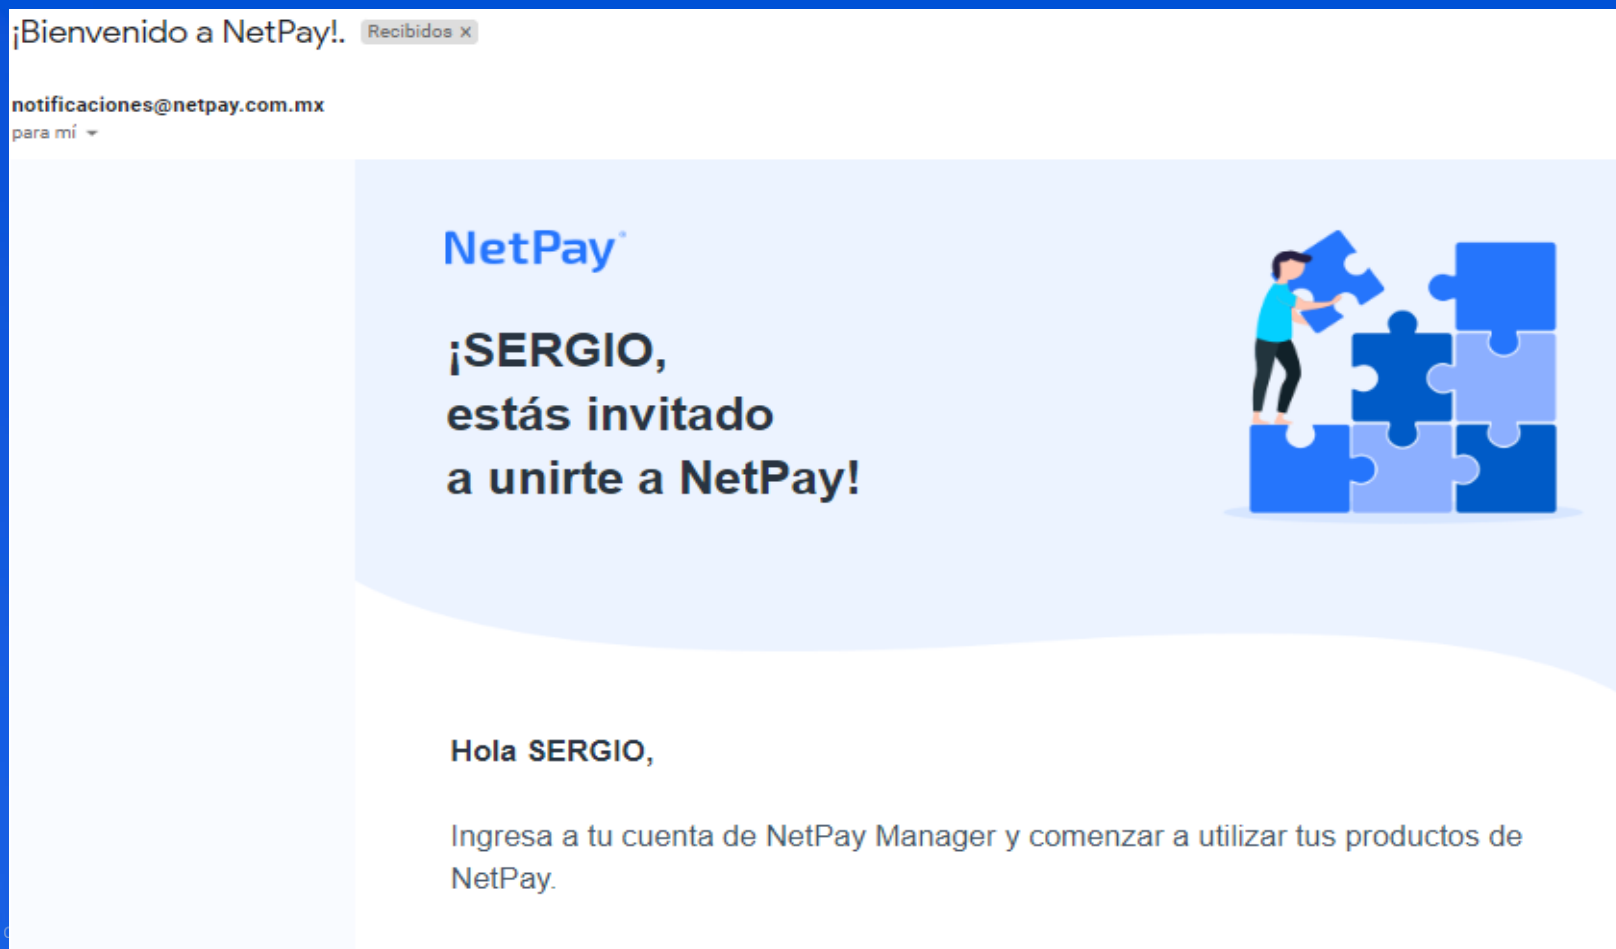 ¡Bienvenido a NetPay!. Recibidos ×
notificaciones@netpay.com.mx
para mí
NetPay
¡SERGIO,
estás invitado
a unirte a NetPay!
Hola SERGIO,
Ingresa a tu cuenta de NetPay Manager y comenzar a utilizar tus productos de
NetPay.